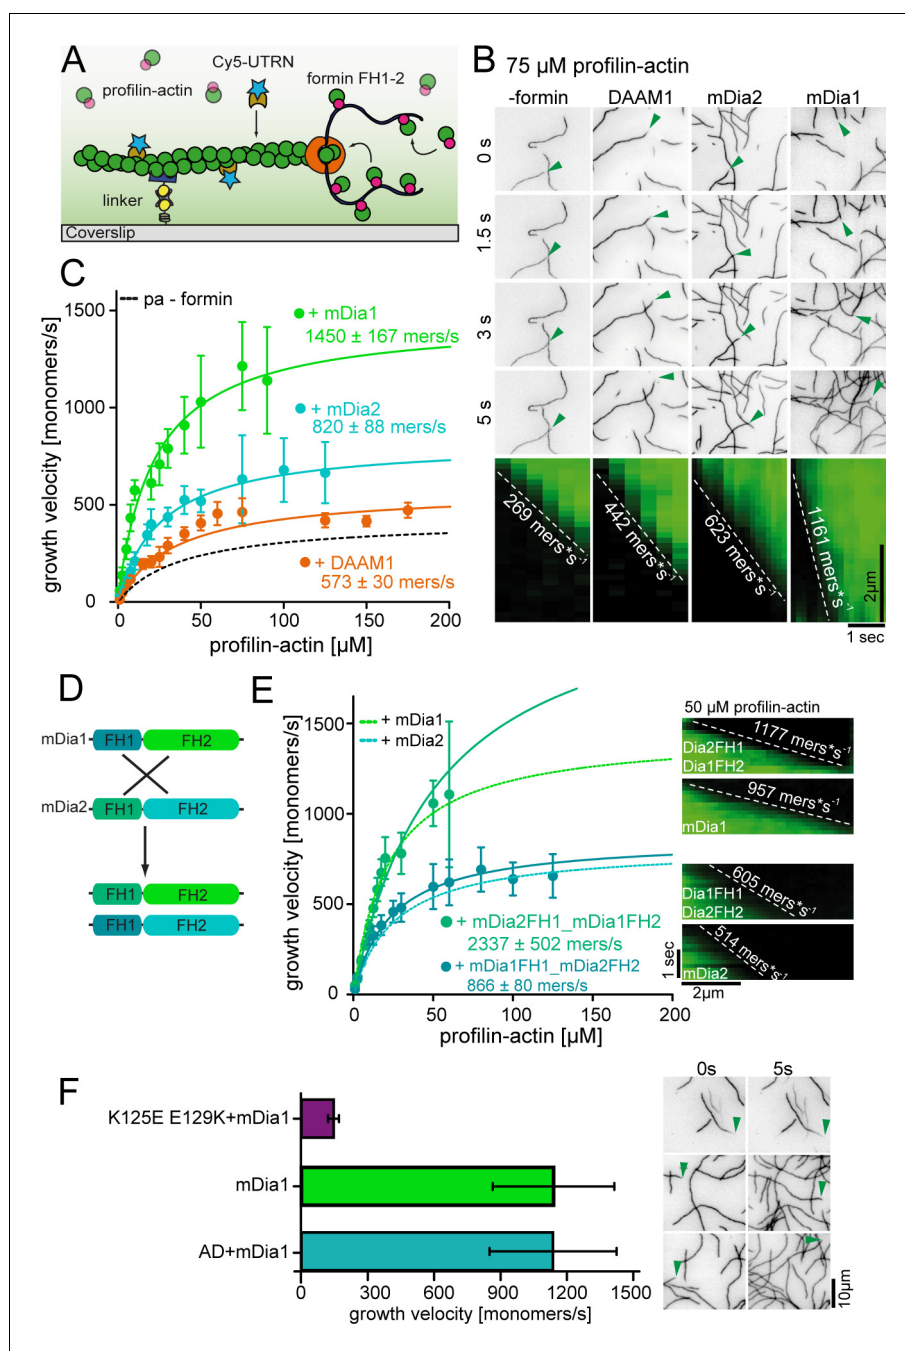 A
Cy5-UTRN
profilin-actin
formin FH1-2
linker
Coverslip
B
75 µM profilin-actin
-formin
DAAM1
mDia2
mDia1
0 s
1.5 s
3 s
5 s
269 mers*s⁻¹
442 mers*s⁻¹
623 mers*s⁻¹
1161 mers*s⁻¹
2µm
1 sec
C
pa - formin
+ mDia1
1450 ± 167 mers/s
+ mDia2
820 ± 88 mers/s
+ DAAM1
573 ± 30 mers/s
growth velocity [monomers/s]
1500
1000
500
0
0
50
100
150
200
profilin-actin [µM]
D
mDia1
FH1
FH2
mDia2
FH1
FH2
FH1
FH2
FH1
FH2
E
+ mDia1
+ mDia2
growth velocity [monomers/s]
1500
1000
500
0
+ mDia2FH1_mDia1FH2
2337 ± 502 mers/s
+ mDia1FH1_mDia2FH2
866 ± 80 mers/s
0
50
100
150
200
profilin-actin [µM]
50 µM profilin-actin
1177 mers*s⁻¹
Dia2FH1
Dia1FH2
957 mers*s⁻¹
mDia1
605 mers*s⁻¹
Dia1FH1
Dia2FH2
514 mers*s⁻¹
mDia2
1 sec
2µm
F
K125E E129K+mDia1
mDia1
AD+mDia1
0
300
600
900
1200
1500
growth velocity [monomers/s]
0s
5s
10µm